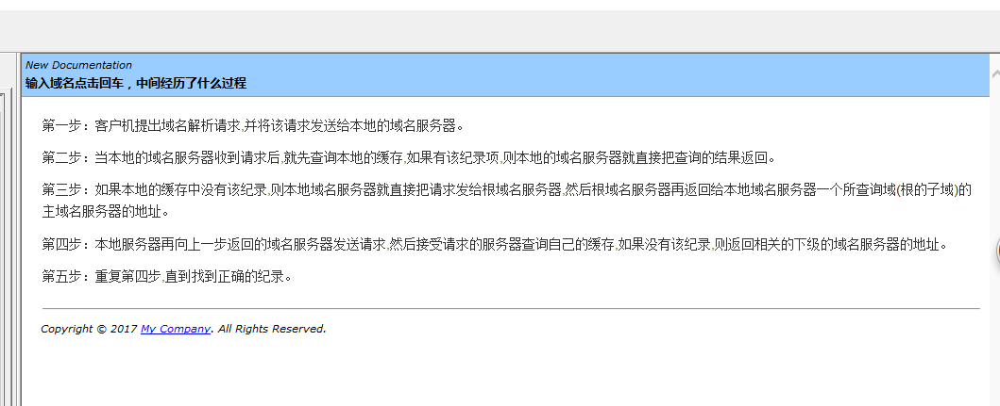 New Documentation
输入域名点击回车，中间经历了什么过程
第一步：客户机提出域名解析请求,并将该请求发送给本地的域名服务器。
第二步：当本地的域名服务器收到请求后,就先查询本地的缓存,如果有该纪录项,则本地的域名服务器就直接把查询的结果返回。
第三步：如果本地的缓存中没有该纪录,则本地域名服务器就直接把请求发给根域名服务器,然后根域名服务器再返回给本地域名服务器一个所查询域(根的子域)的
主域名服务器的地址。
第四步：本地服务器再向上一步返回的域名服务器发送请求,然后接受请求的服务器查询自己的缓存,如果没有该纪录,则返回相关的下级的域名服务器的地址。
第五步：重复第四步,直到找到正确的纪录。
Copyright © 2017 My Company. All Rights Reserved.